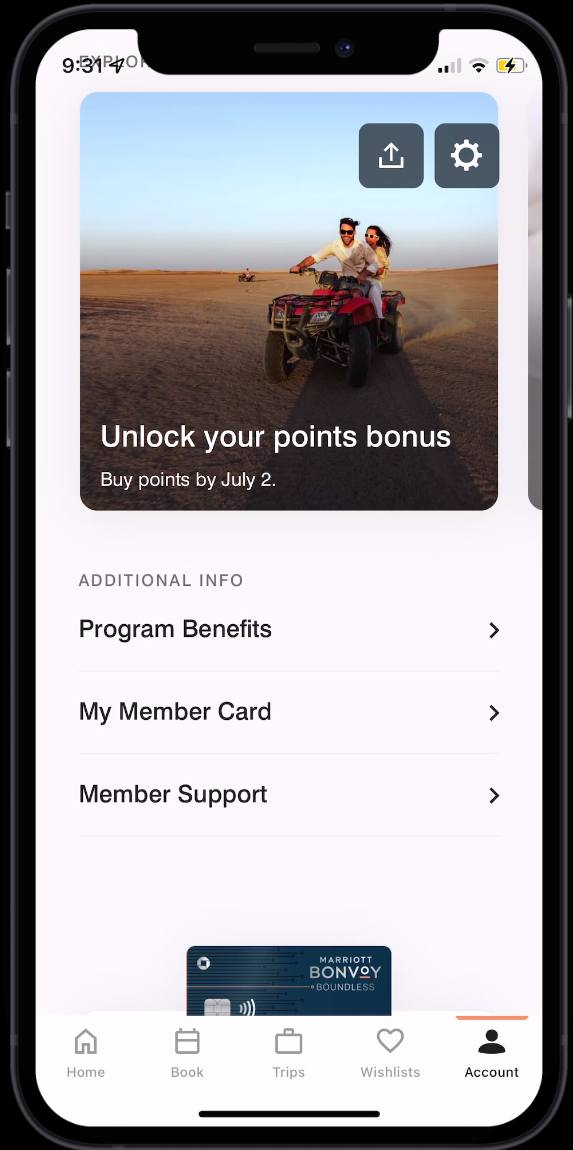 9:31
EXPLOR
Unlock your points bonus
Buy points by July 2.
ADDITIONAL INFO
Program Benefits
My Member Card
Member Support
MARRIOTT
BONVOY
BOUNDLESS
Home
Book
Trips
Wishlists
Account